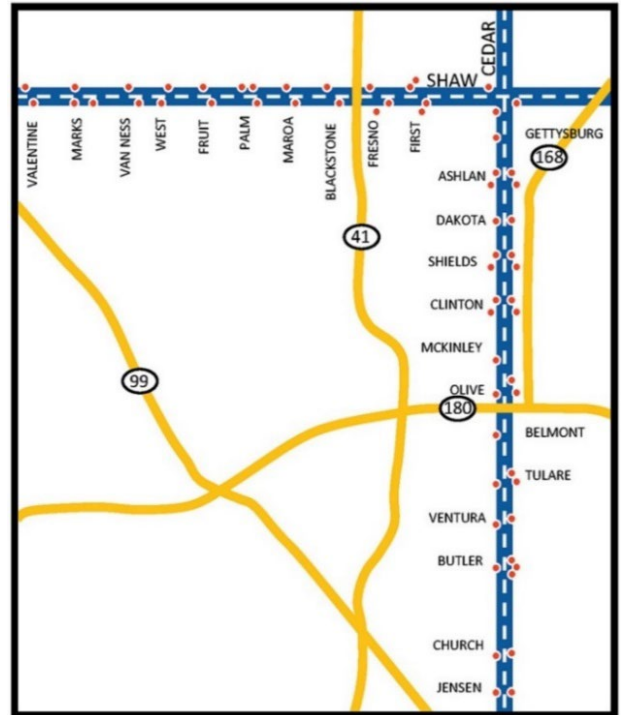 CEDAR
SHAW
VALENTINE
MARKS
VAN NESS
WEST
FRUIT
PALM
MAROA
BLACKSTONE
FRESNO
FIRST
GETTYSBURG
168
ASHLAN
DAKOTA
41
SHIELDS
CLINTON
MCKINLEY
99
OLIVE
180
BELMONT
TULARE
VENTURA
BUTLER
CHURCH
JENSEN